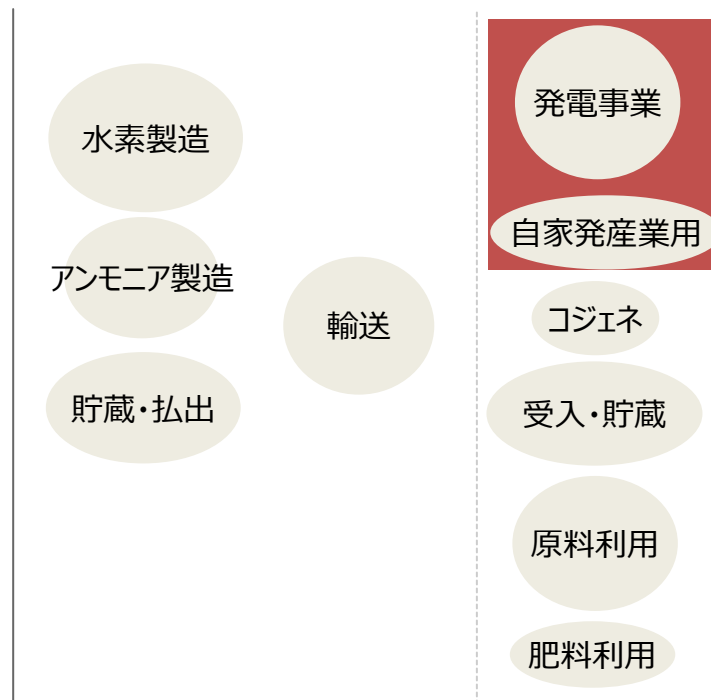 水素製造
アンモニア製造
貯蔵・払出
輸送
発電事業
自家発産業用
コジェネ
受入・貯蔵
原料利用
肥料利用